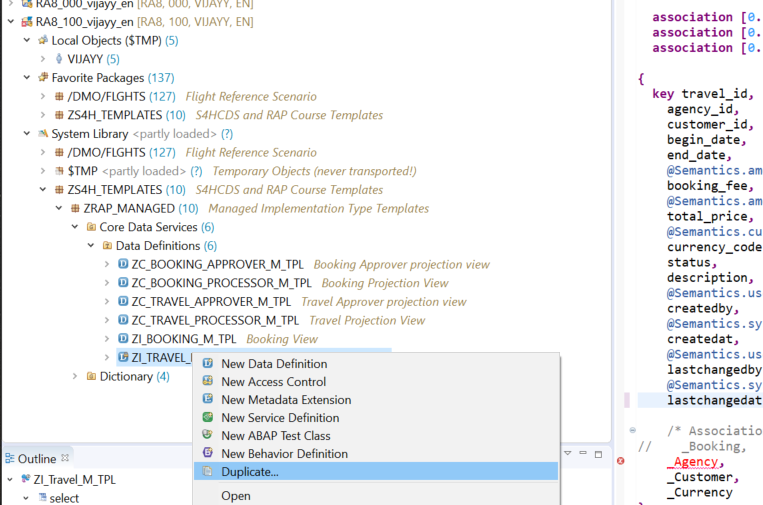 RA8_000_vijayy_en [RA8, 000, VIJAYY, EN]
RA8_100_vijayy_en [RA8, 100, VIJAYY, EN]
Local Objects ($TMP) (5)
VIJAYY (5)
Favorite Packages (137)
/DMO/FLGHTS (127) Flight Reference Scenario
ZS4H_TEMPLATES (10) S4HCDS and RAP Course Templates
System Library <partly loaded> (?)
/DMO/FLGHTS (127) Flight Reference Scenario
$TMP <partly loaded> (?) Temporary Objects (never transported!)
ZS4H_TEMPLATES (10) S4HCDS and RAP Course Templates
ZRAP_MANAGED (10) Managed Implementation Type Templates
Core Data Services (6)
Data Definitions (6)
ZC_BOOKING_APPROVER_M_TPL Booking Approver projection view
ZC_BOOKING_PROCESSOR_M_TPL Booking Projection View
ZC_TRAVEL_APPROVER_M_TPL Travel Approver projection view
ZC_TRAVEL_PROCESSOR_M_TPL Travel Projection View
ZI_BOOKING_M_TPL Booking View
ZI_TRAVEL_
Dictionary (4)
New Data Definition
New Access Control
New Metadata Extension
New Service Definition
New ABAP Test Class
New Behavior Definition
Duplicate...
Open
Outline
ZI_Travel_M_TPL
select
association [0.
association [0.
association [0.
{
key travel_id,
agency_id,
customer_id,
begin_date,
end_date,
@Semantics.am
booking_fee,
@Semantics.am
total_price,
@Semantics.cu
currency_code
status,
description,
@Semantics.us
createdby,
@Semantics.sy
createdat,
@Semantics.us
lastchangedby
@Semantics.sy
lastchangedat
/* Associatio
// _Booking,
_Agency,
_Customer,
_Currency